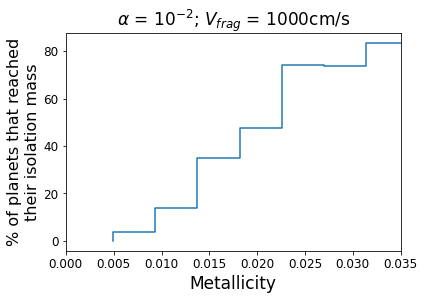 α = 10⁻²; V_frag = 1000cm/s
% of planets that reached
their isolation mass
80
60
40
20
0
0.000 0.005 0.010 0.015 0.020 0.025 0.030 0.035
Metallicity